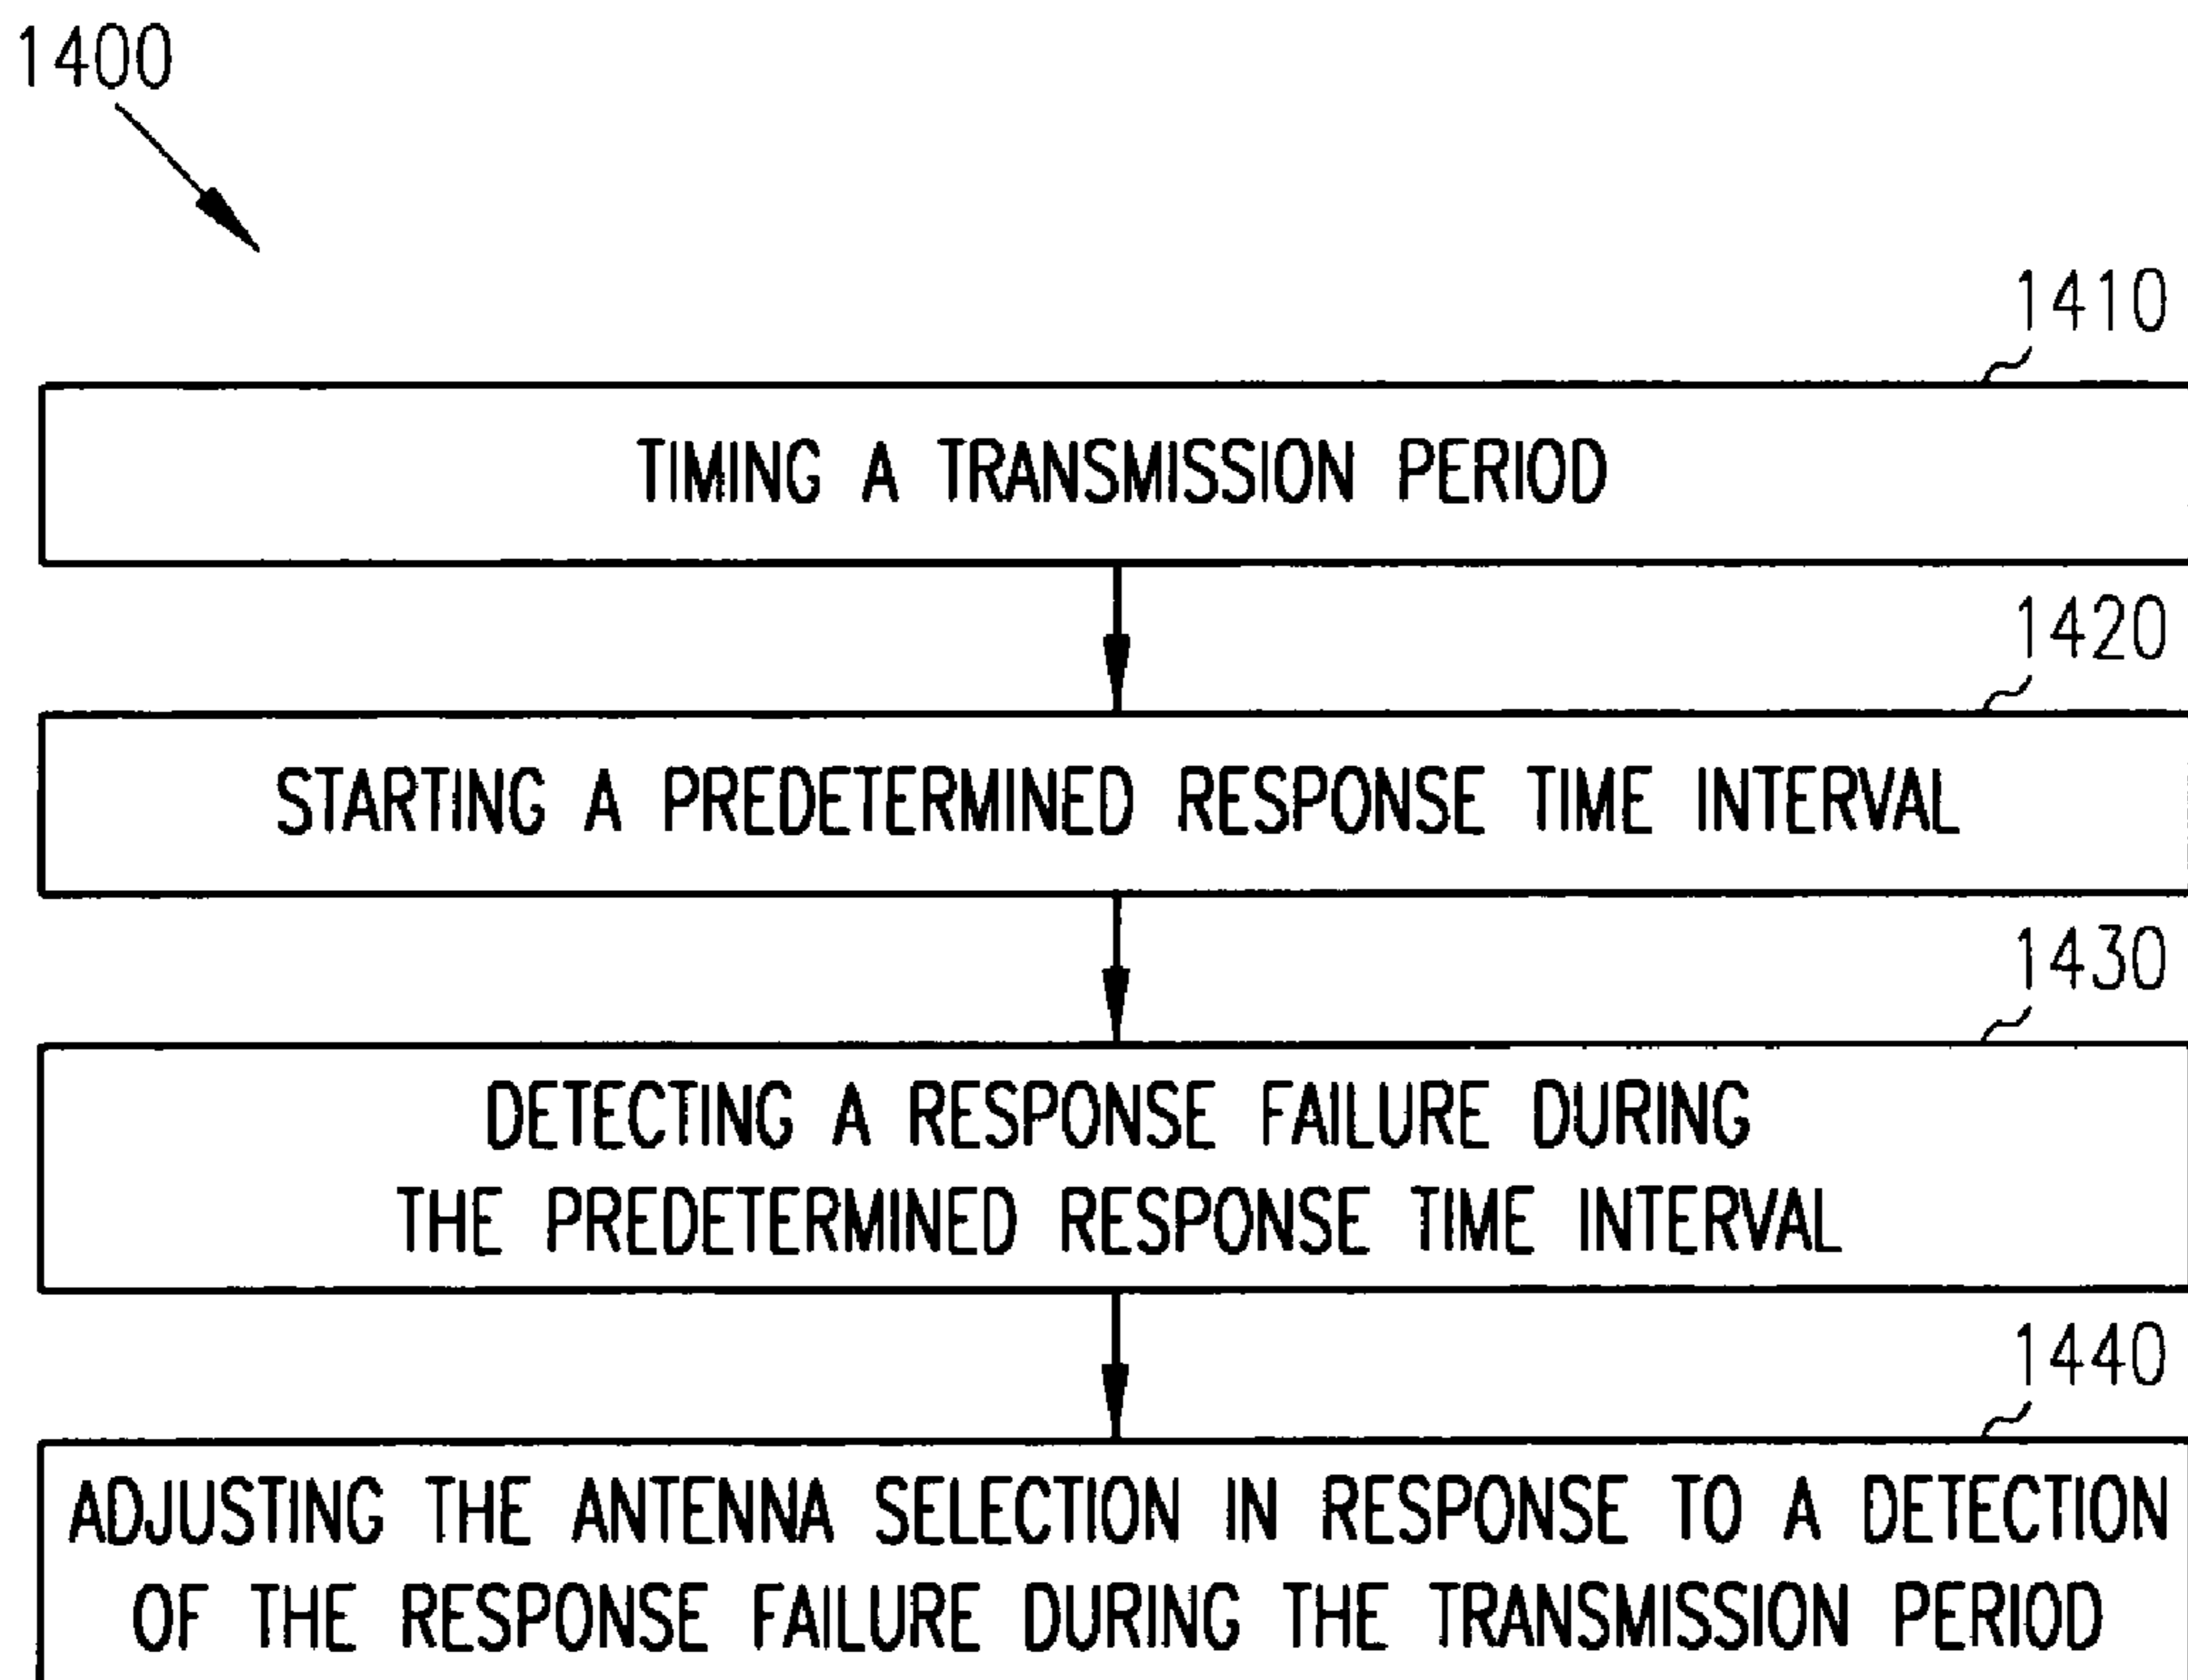 1400
1410
TIMING A TRANSMISSION PERIOD
1420
STARTING A PREDETERMINED RESPONSE TIME INTERVAL
1430
DETECTING A RESPONSE FAILURE DURING
THE PREDETERMINED RESPONSE TIME INTERVAL
1440
ADJUSTING THE ANTENNA SELECTION IN RESPONSE TO A DETECTION
OF THE RESPONSE FAILURE DURING THE TRANSMISSION PERIOD